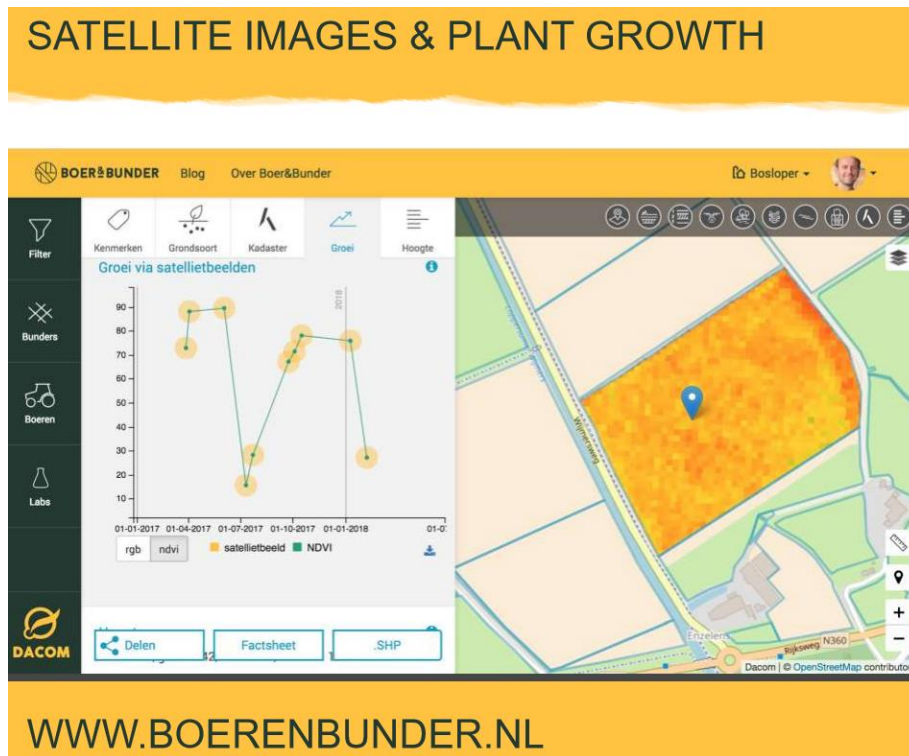 SATELLITE IMAGES & PLANT GROWTH
BOER&BUNDER Blog Over Boer&Bunder Bosloper
Filter
Bunders
Boeren
Labs
DACOM
Kenmerken Grondsoort Kadaster Groei Hoogte
Groei via satellietbeelden
2018
90
80
70
60
50
40
30
20
10
01-01-2017 01-04-2017 01-07-2017 01-10-2017 01-01-2018
rgb ndvi satellietbeeld NDVI
Delen Factsheet .SHP
Wijmersweg
Enzelens
Rijksweg N360
+
−
Dacom | © OpenStreetMap contributo
WWW.BOERENBUNDER.NL